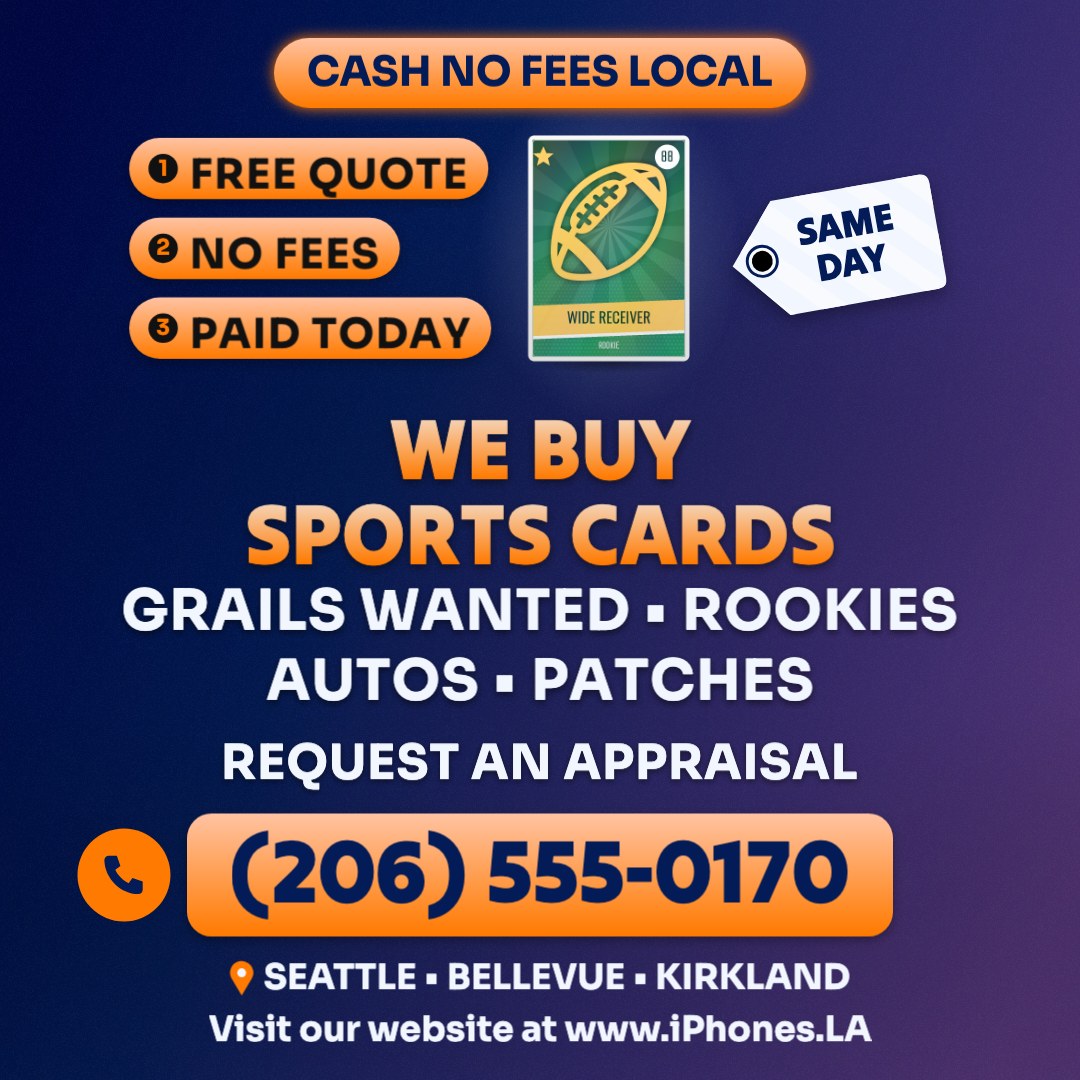 CASH NO FEES LOCAL
1 FREE QUOTE
2 NO FEES
3 PAID TODAY
88
WIDE RECEIVER
ROOKIE
SAME
DAY
WE BUY
SPORTS CARDS
GRAILS WANTED ▪ ROOKIES
AUTOS ▪ PATCHES
REQUEST AN APPRAISAL
(206) 555-0170
SEATTLE ▪ BELLEVUE ▪ KIRKLAND
Visit our website at www.iPhones.LA